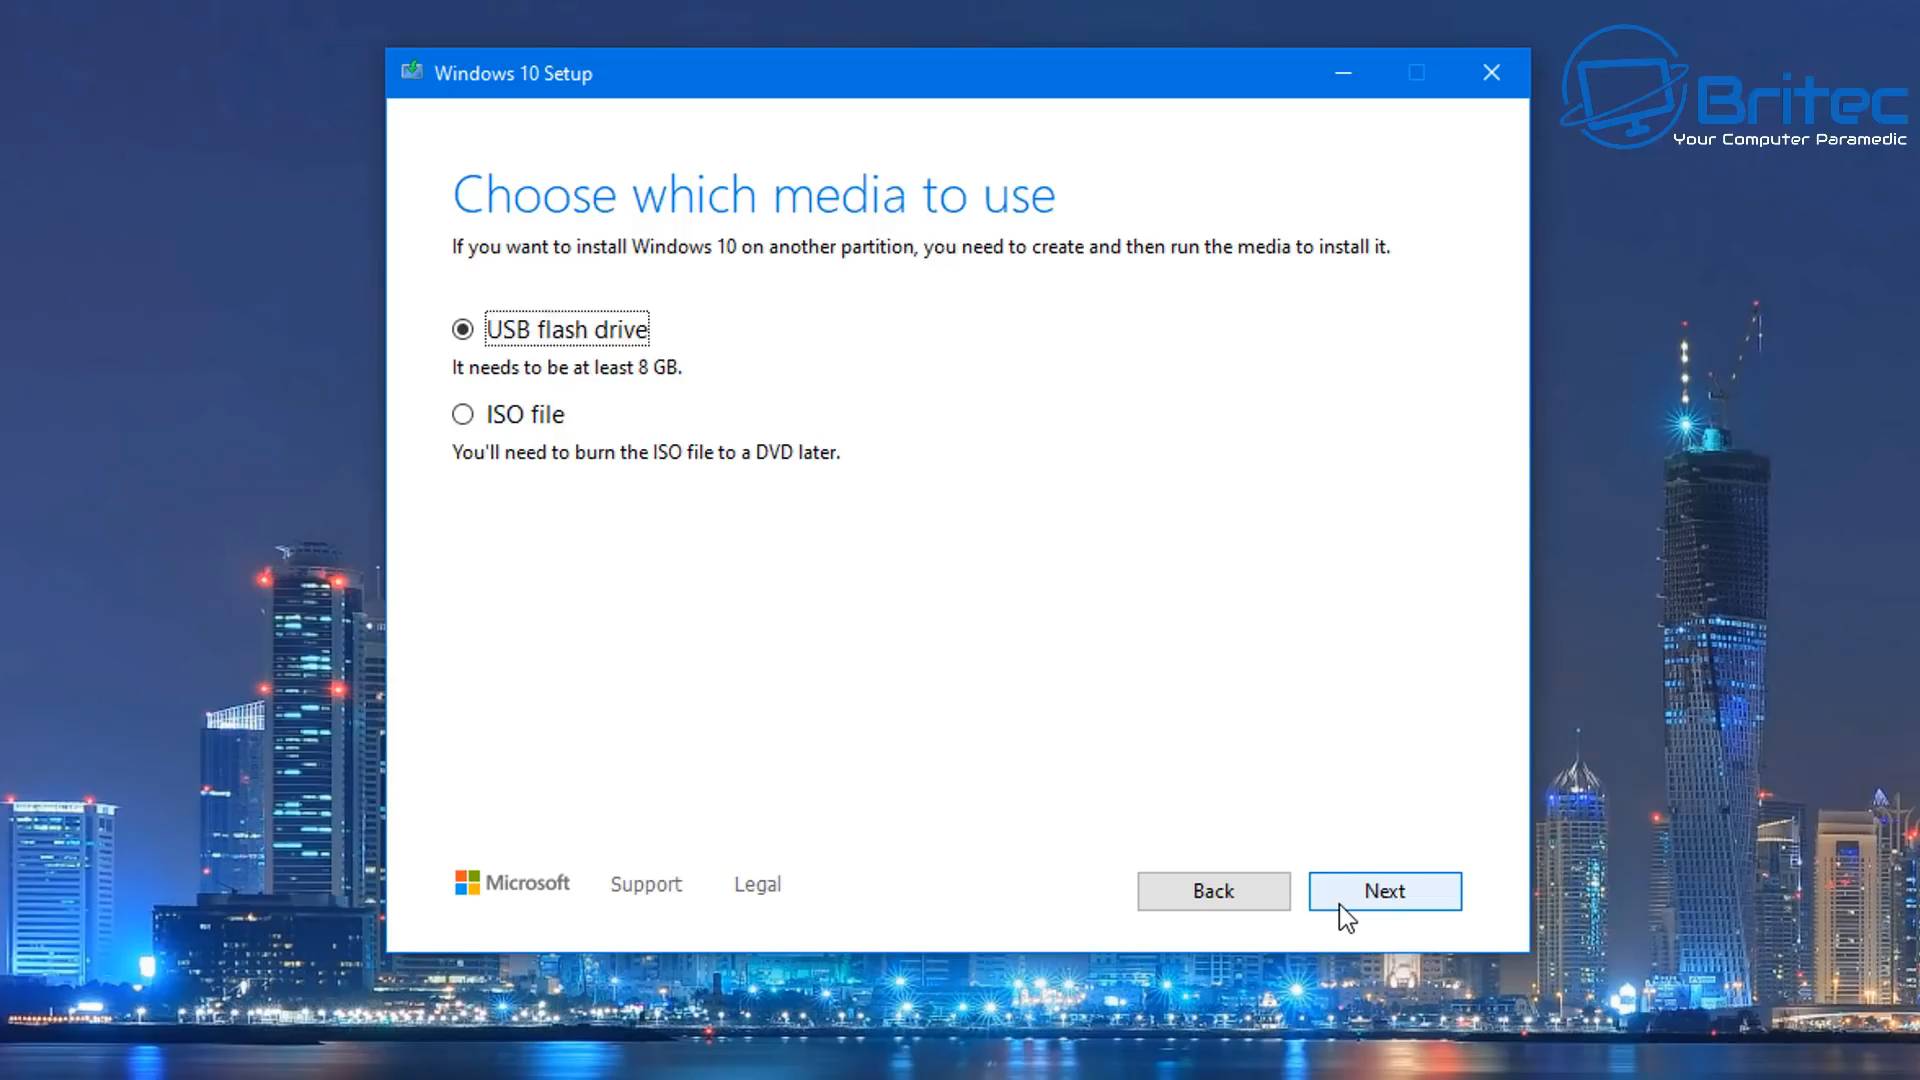 Windows 10 Setup
Britec
Your Computer Paramedic
Choose which media to use
If you want to install Windows 10 on another partition, you need to create and then run the media to install it.
USB flash drive
It needs to be at least 8 GB.
ISO file
You'll need to burn the ISO file to a DVD later.
Microsoft Support Legal Back Next